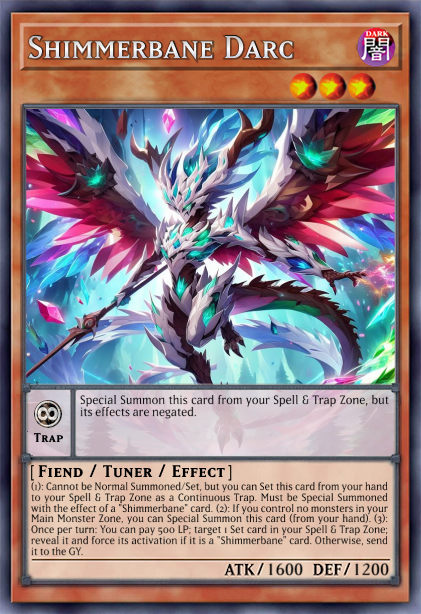 Shimmerbane Darc
DARK
闇
Special Summon this card from your Spell & Trap Zone, but
its effects are negated.
Trap
[ Fiend / Tuner / Effect ]
(1): Cannot be Normal Summoned/Set, but you can Set this card from your hand
to your Spell & Trap Zone as a Continuous Trap. Must be Special Summoned
with the effect of a "Shimmerbane" card. (2): If you control no monsters in your
Main Monster Zone, you can Special Summon this card (from your hand). (3):
Once per turn: You can pay 500 LP; target 1 Set card in your Spell & Trap Zone;
reveal it and force its activation if it is a "Shimmerbane" card. Otherwise, send
it to the GY.
ATK/1600 DEF/1200